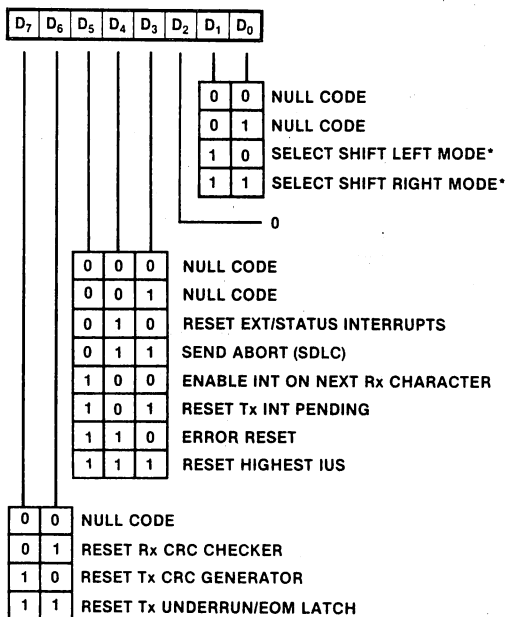 D7 D6 D5 D4 D3 D2 D1 D0
0 0 NULL CODE
0 1 NULL CODE
1 0 SELECT SHIFT LEFT MODE*
1 1 SELECT SHIFT RIGHT MODE*
0
0 0 0 NULL CODE
0 0 1 NULL CODE
0 1 0 RESET EXT/STATUS INTERRUPTS
0 1 1 SEND ABORT (SDLC)
1 0 0 ENABLE INT ON NEXT Rx CHARACTER
1 0 1 RESET Tx INT PENDING
1 1 0 ERROR RESET
1 1 1 RESET HIGHEST IUS
0 0 NULL CODE
0 1 RESET Rx CRC CHECKER
1 0 RESET Tx CRC GENERATOR
1 1 RESET Tx UNDERRUN/EOM LATCH